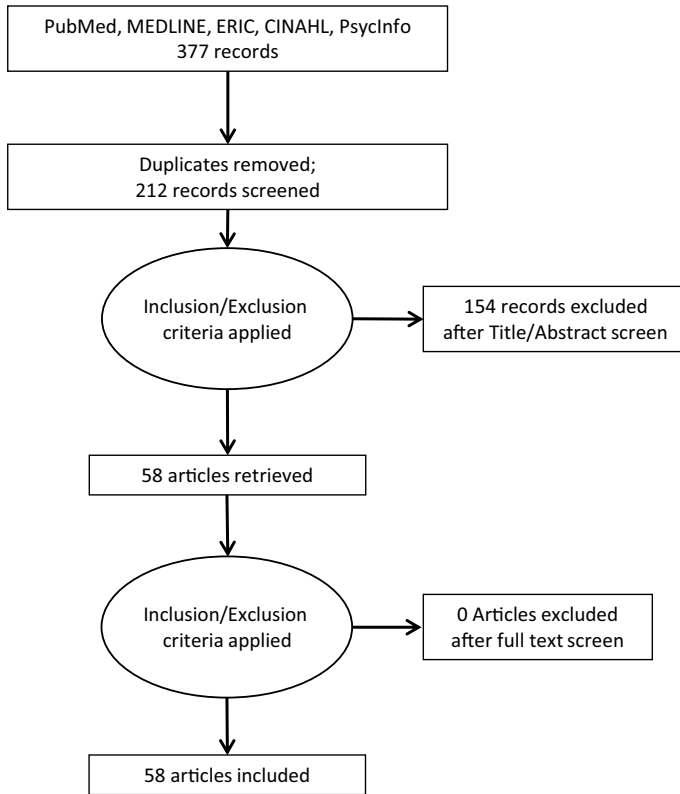 PubMed, MEDLINE, ERIC, CINAHL, PsycInfo
377 records
Duplicates removed;
212 records screened
Inclusion/Exclusion
criteria applied
154 records excluded
after Title/Abstract screen
58 articles retrieved
Inclusion/Exclusion
criteria applied
0 Articles excluded
after full text screen
58 articles included